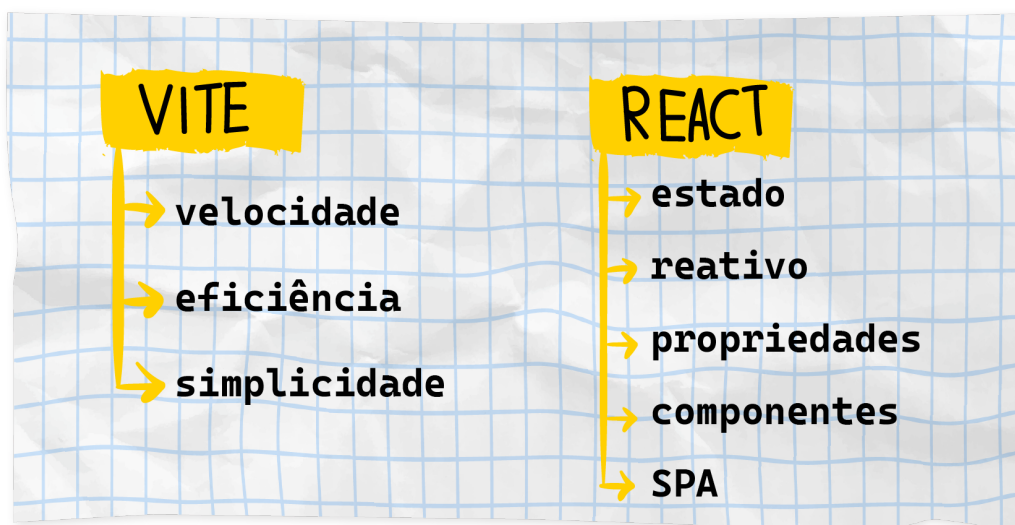 VITE
velocidade
eficiência
simplicidade
REACT
estado
reativo
propriedades
componentes
SPA